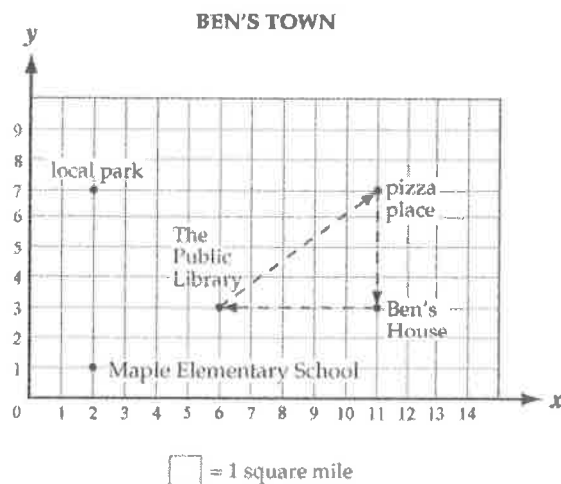 BEN'S TOWN
y
9
8
local park
7
pizza
place
6
The
Public
Library
5
4
3
Ben's
House
2
1
Maple Elementary School
0 1 2 3 4 5 6 7 8 9 10 11 12 13 14
x
= 1 square mile